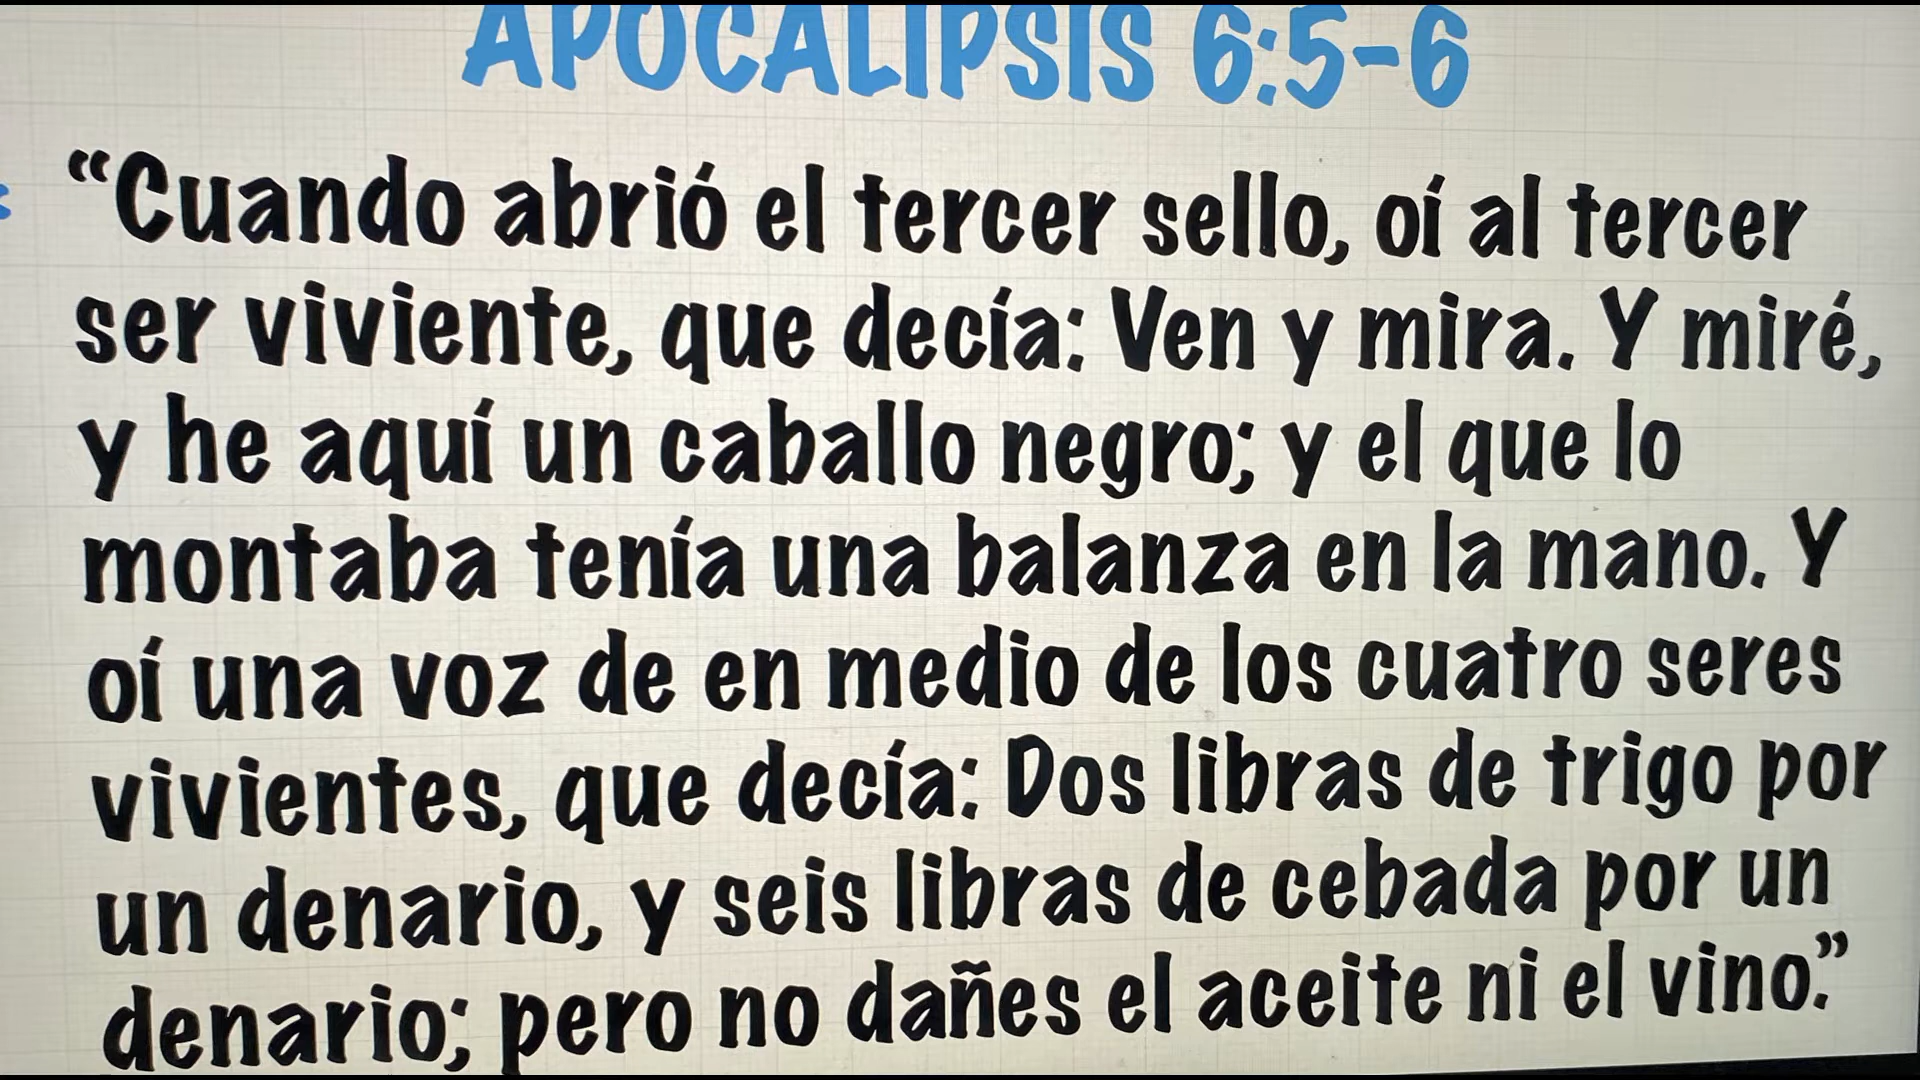 APOCALIPSIS 6:5-6
“Cuando abrió el tercer sello, oí al tercer
ser viviente, que decía: Ven y mira. Y miré,
y he aquí un caballo negro; y el que lo
montaba tenía una balanza en la mano. Y
oí una voz de en medio de los cuatro seres
vivientes, que decía: Dos libras de trigo por
un denario, y seis libras de cebada por un
denario; pero no dañes el aceite ni el vino.”